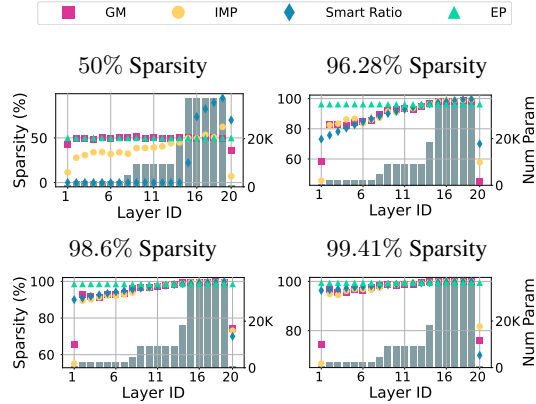 GM IMP Smart Ratio EP
50% Sparsity
Sparsity (%)
50
0
20K
0
1 6 11 16 20
Layer ID
96.28% Sparsity
100
80
60
20K
0
Num Param
1 6 11 16 20
Layer ID
98.6% Sparsity
Sparsity (%)
100
80
60
20K
0
1 6 11 16 20
Layer ID
99.41% Sparsity
100
80
20K
0
Num Param
1 6 11 16 20
Layer ID